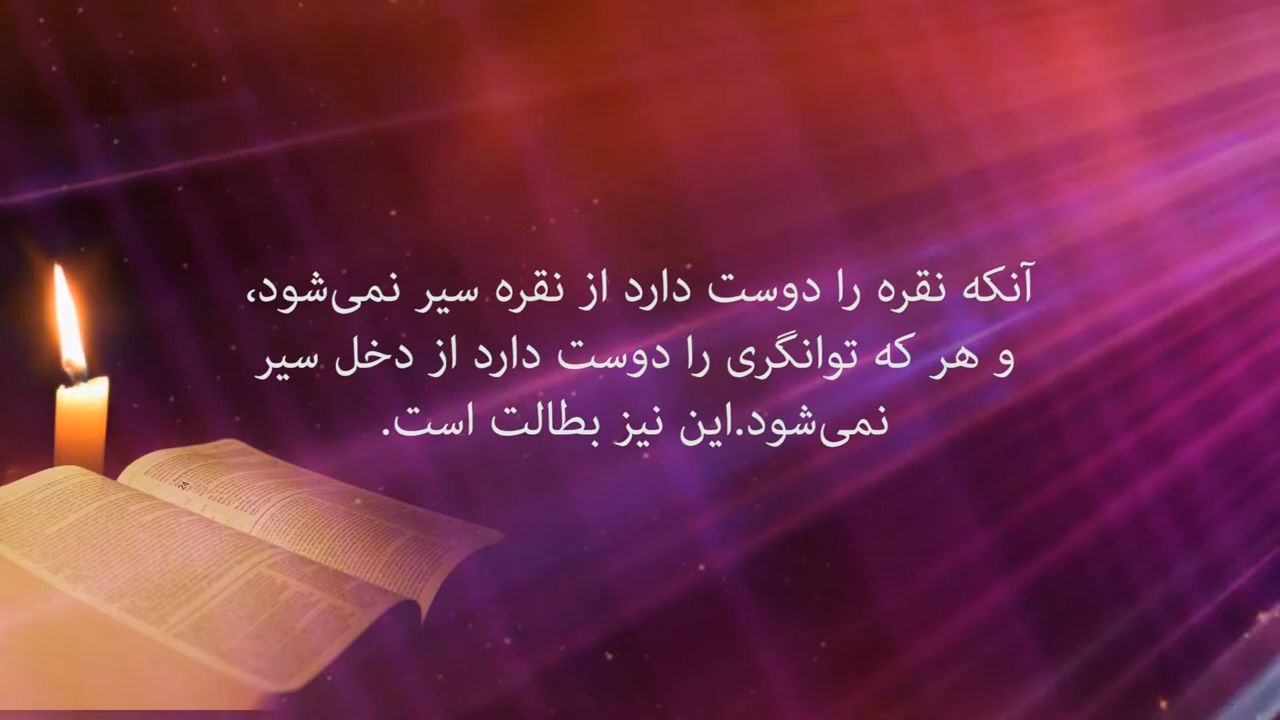 آنکه نقره را دوست دارد از نقره سیر نمی‌شود،
و هر که توانگری را دوست دارد از دخل سیر
نمی‌شود.این نیز بطالت است.